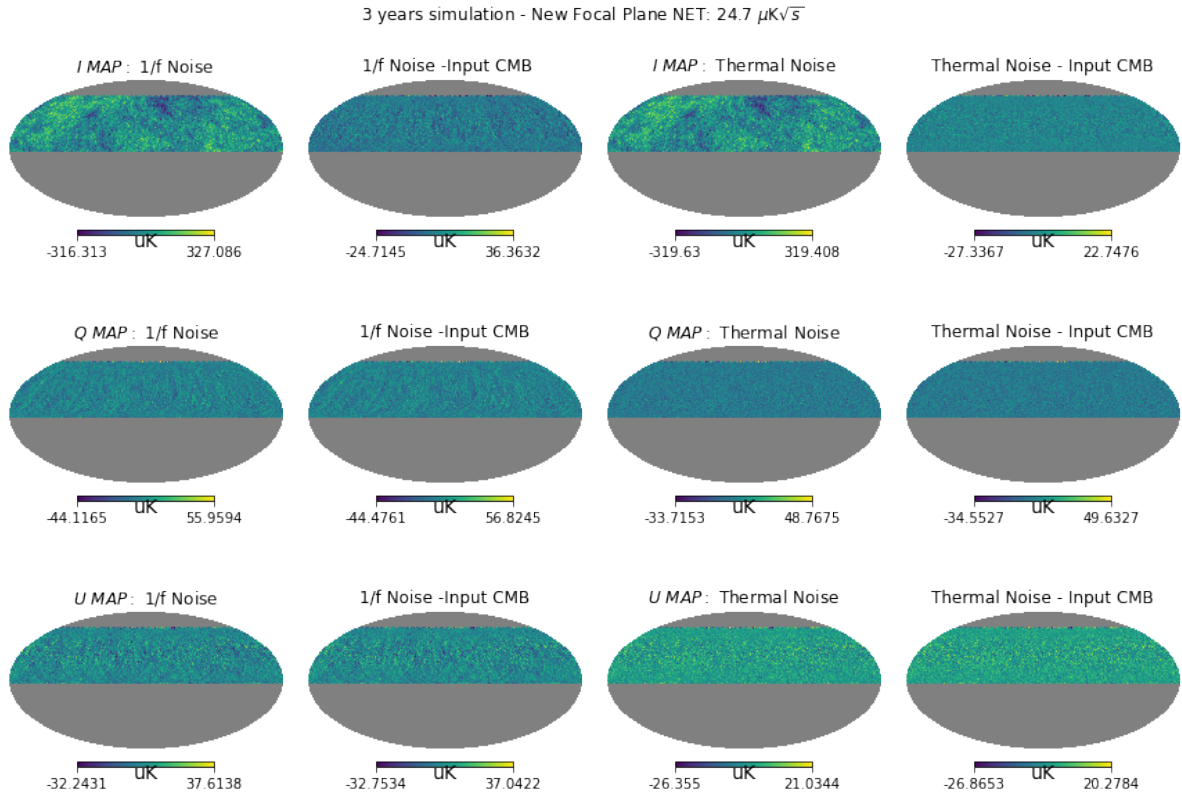 3 years simulation - New Focal Plane NET: 24.7 μK√s
I MAP : 1/f Noise
1/f Noise -Input CMB
I MAP : Thermal Noise
Thermal Noise - Input CMB
uK
-316.313 327.086
uK
-24.7145 36.3632
uK
-319.63 319.408
uK
-27.3367 22.7476
Q MAP : 1/f Noise
1/f Noise -Input CMB
Q MAP : Thermal Noise
Thermal Noise - Input CMB
uK
-44.1165 55.9594
uK
-44.4761 56.8245
uK
-33.7153 48.7675
uK
-34.5527 49.6327
U MAP : 1/f Noise
1/f Noise -Input CMB
U MAP : Thermal Noise
Thermal Noise - Input CMB
uK
-32.2431 37.6138
uK
-32.7534 37.0422
uK
-26.355 21.0344
uK
-26.8653 20.2784